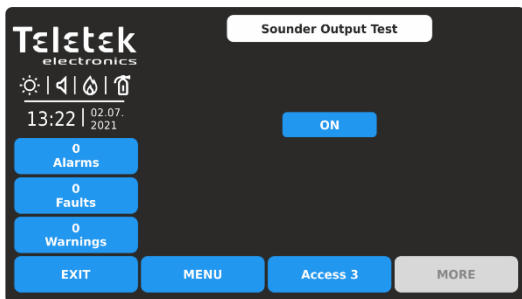 Teletek
electronics
Sounder Output Test
13:22
02.07.
2021
ON
0
Alarms
0
Faults
0
Warnings
EXIT
MENU
Access 3
MORE